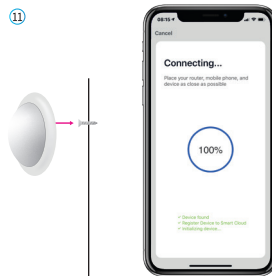 11
08:15
Cancel
Connecting...
Place your router, mobile phone, and
device as close as possible
100%
✓ Device found
✓ Register Device to Smart Cloud
✓ Initializing device...